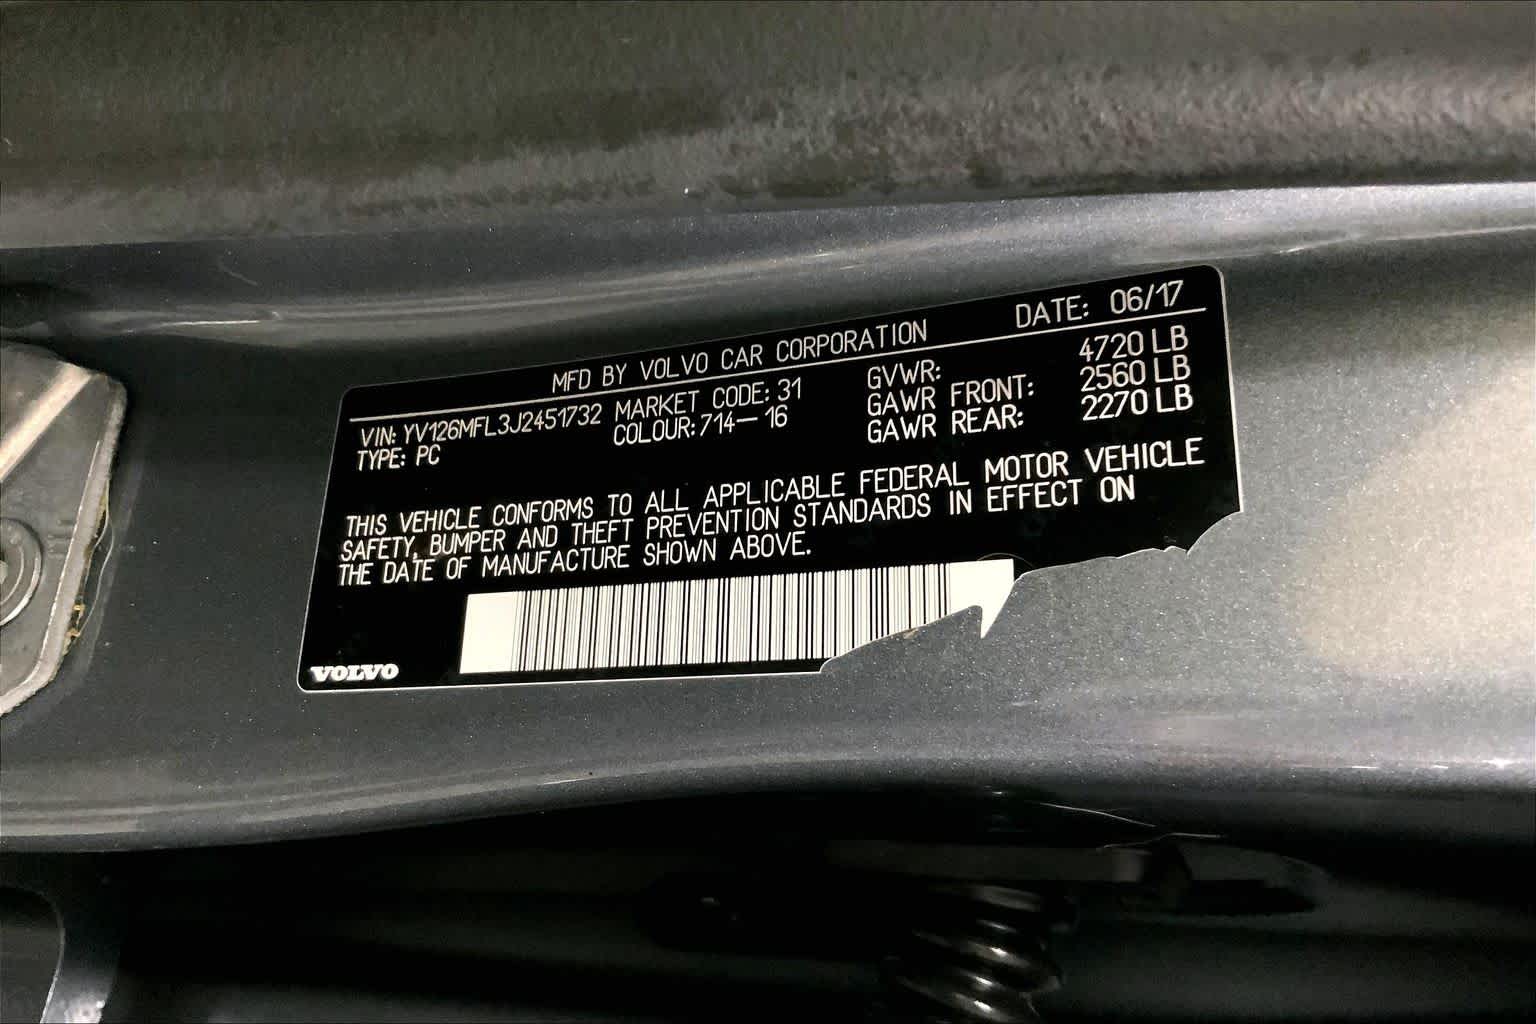 MFD BY VOLVO CAR CORPORATION DATE: 06/17
VIN: YV126MFL3J2451732 MARKET CODE: 31 GVWR: 4720 LB
TYPE: PC COLOUR: 714-16 GAWR FRONT: 2560 LB
GAWR REAR: 2270 LB
THIS VEHICLE CONFORMS TO ALL APPLICABLE FEDERAL MOTOR VEHICLE
SAFETY, BUMPER AND THEFT PREVENTION STANDARDS IN EFFECT ON
THE DATE OF MANUFACTURE SHOWN ABOVE.
VOLVO